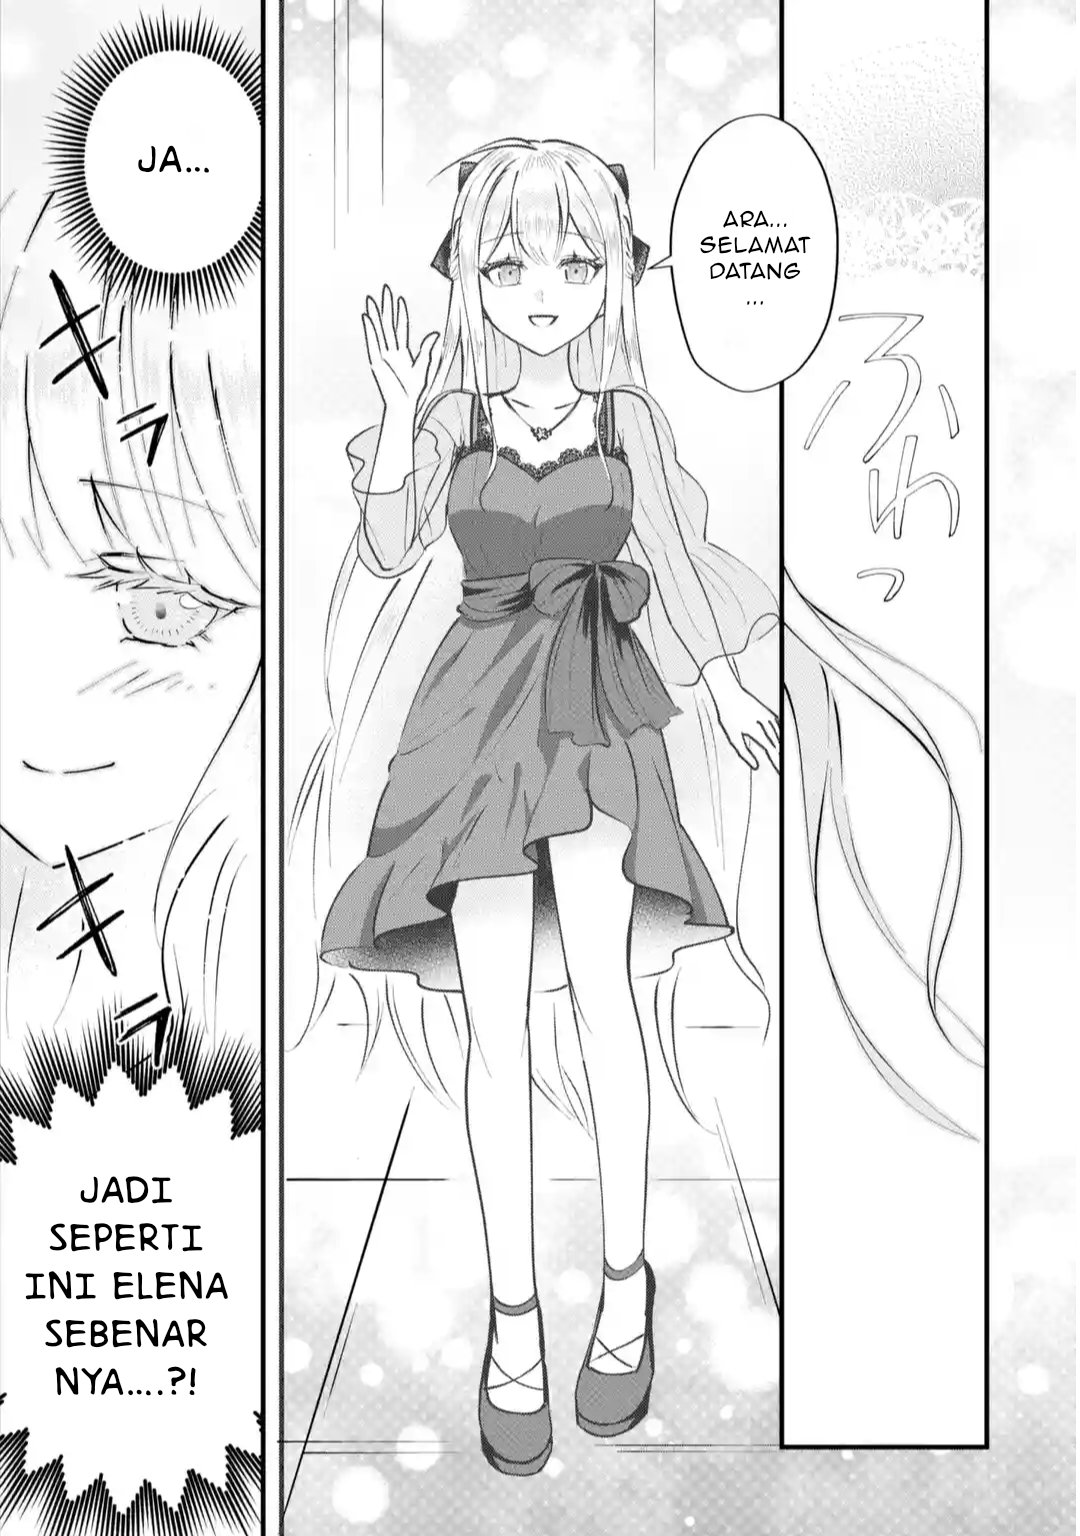 ARA...
SELAMAT
DATANG
...
ふわっ
JA...
キラ
キラ
JADI
SEPERTI
INI ELENA
SEBENAR
NYA....?!